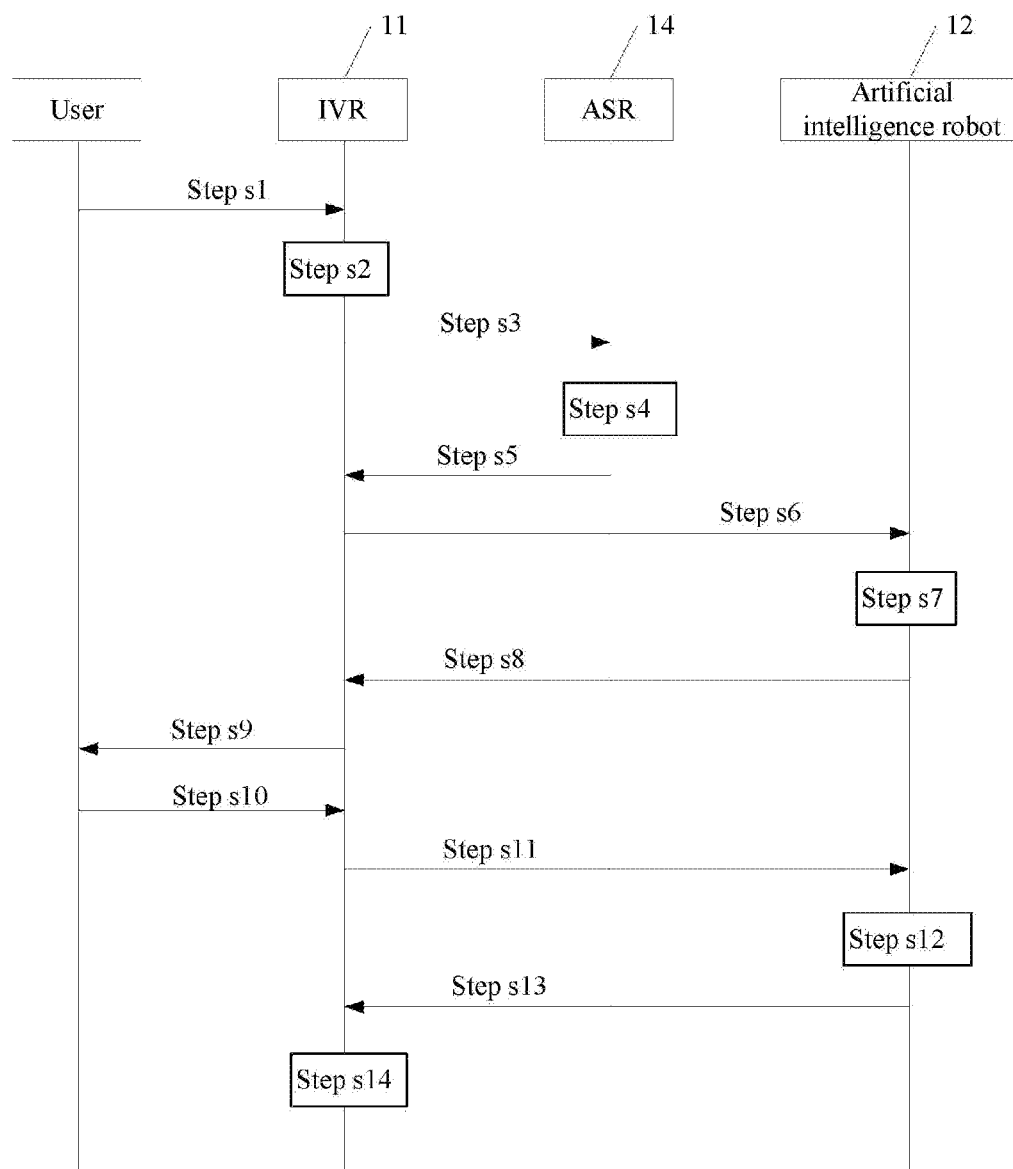 11
14
12
User
IVR
ASR
Artificial
intelligence robot
Step s1
Step s2
Step s3
Step s4
Step s5
Step s6
Step s7
Step s8
Step s9
Step s10
Step s11
Step s12
Step s13
Step s14